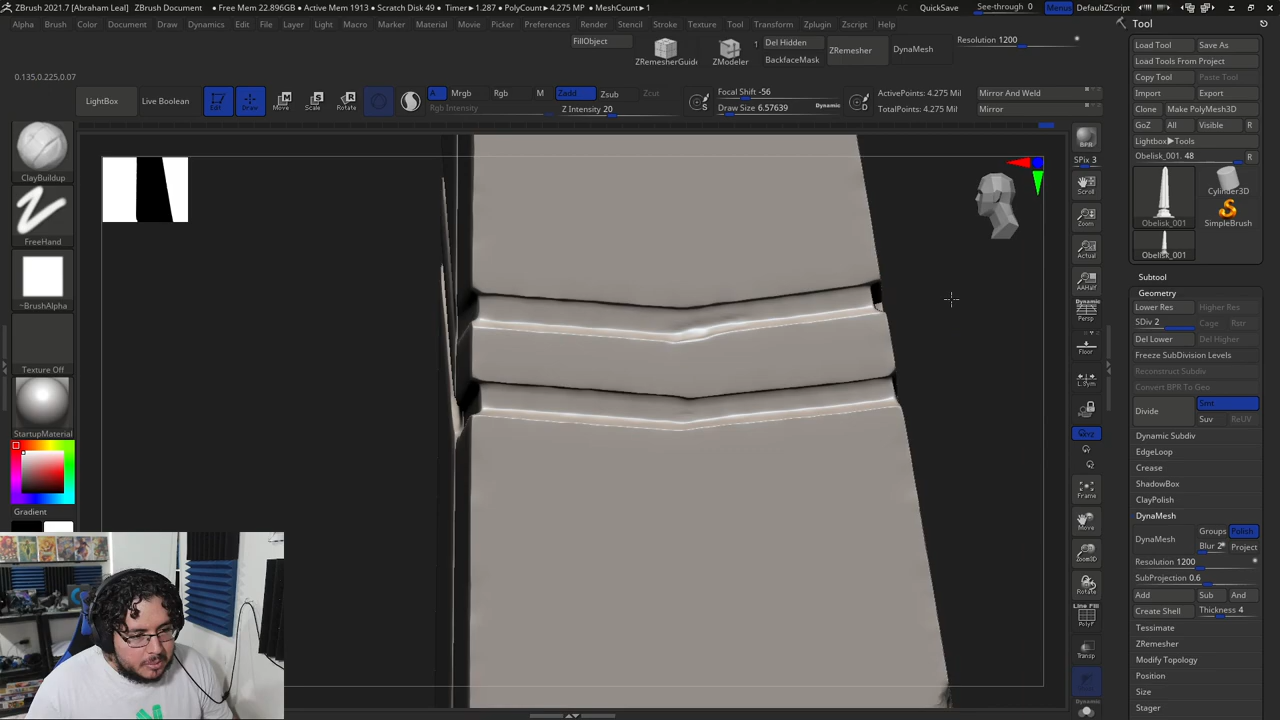 ZBrush 2021.7 [Abraham Leal] ZBrush Document • Free Mem 22.896GB • Active Mem 1913 • Scratch Disk 49 • Timer►1.287 • PolyCount►4.275 MP • MeshCount►1
AC QuickSave See-through 0 Menus DefaultZScript
Alpha Brush Color Document Draw Dynamics Edit File Layer Light Macro Marker Material Movie Picker Preferences Render Stencil Stroke Texture Tool Transform Zplugin Zscript Help
FillObject ZRemesherGuide ZModeler 1 Del Hidden BackfaceMask ZRemesher DynaMesh Resolution 1200
0.135,0.225,0.07
LightBox Live Boolean Edit Draw Move Scale Rotate A Mrgb Rgb M Zadd Zsub Zcut
Rgb Intensity Z Intensity 20
S Focal Shift -56
Draw Size 6.57639 Dynamic D
ActivePoints: 4.275 Mil
TotalPoints: 4.275 Mil
Mirror And Weld
Mirror
ClayBuildup
FreeHand
~BrushAlpha
Texture Off
StartupMaterial
Gradient
BPR
SPix 3
Scroll
Zoom
Actual
AAHalf
Dynamic
Persp
Floor
L.Sym
Frame
Move
Zoom3D
Rotate
Line Fill
PolyF
Transp
Dynamic
Tool
Load Tool Save As
Load Tools From Project
Copy Tool Paste Tool
Import Export
Clone Make PolyMesh3D
GoZ All Visible R
Lightbox►Tools
Obelisk_001. 48 R
Obelisk_001 Cylinder3D
SimpleBrush
Obelisk_001
Subtool
Geometry
Lower Res Higher Res
SDiv 2 Cage Rstr
Del Lower Del Higher
Freeze SubDivision Levels
Reconstruct Subdiv
Convert BPR To Geo
Divide Smt
Suv ReUV
Dynamic Subdiv
EdgeLoop
Crease
ShadowBox
ClayPolish
DynaMesh
DynaMesh Groups Polish
Blur 2 Project
Resolution 1200
SubProjection 0.6
Add Sub And
Create Shell Thickness 4
Tessimate
ZRemesher
Modify Topology
Position
Size
Stager